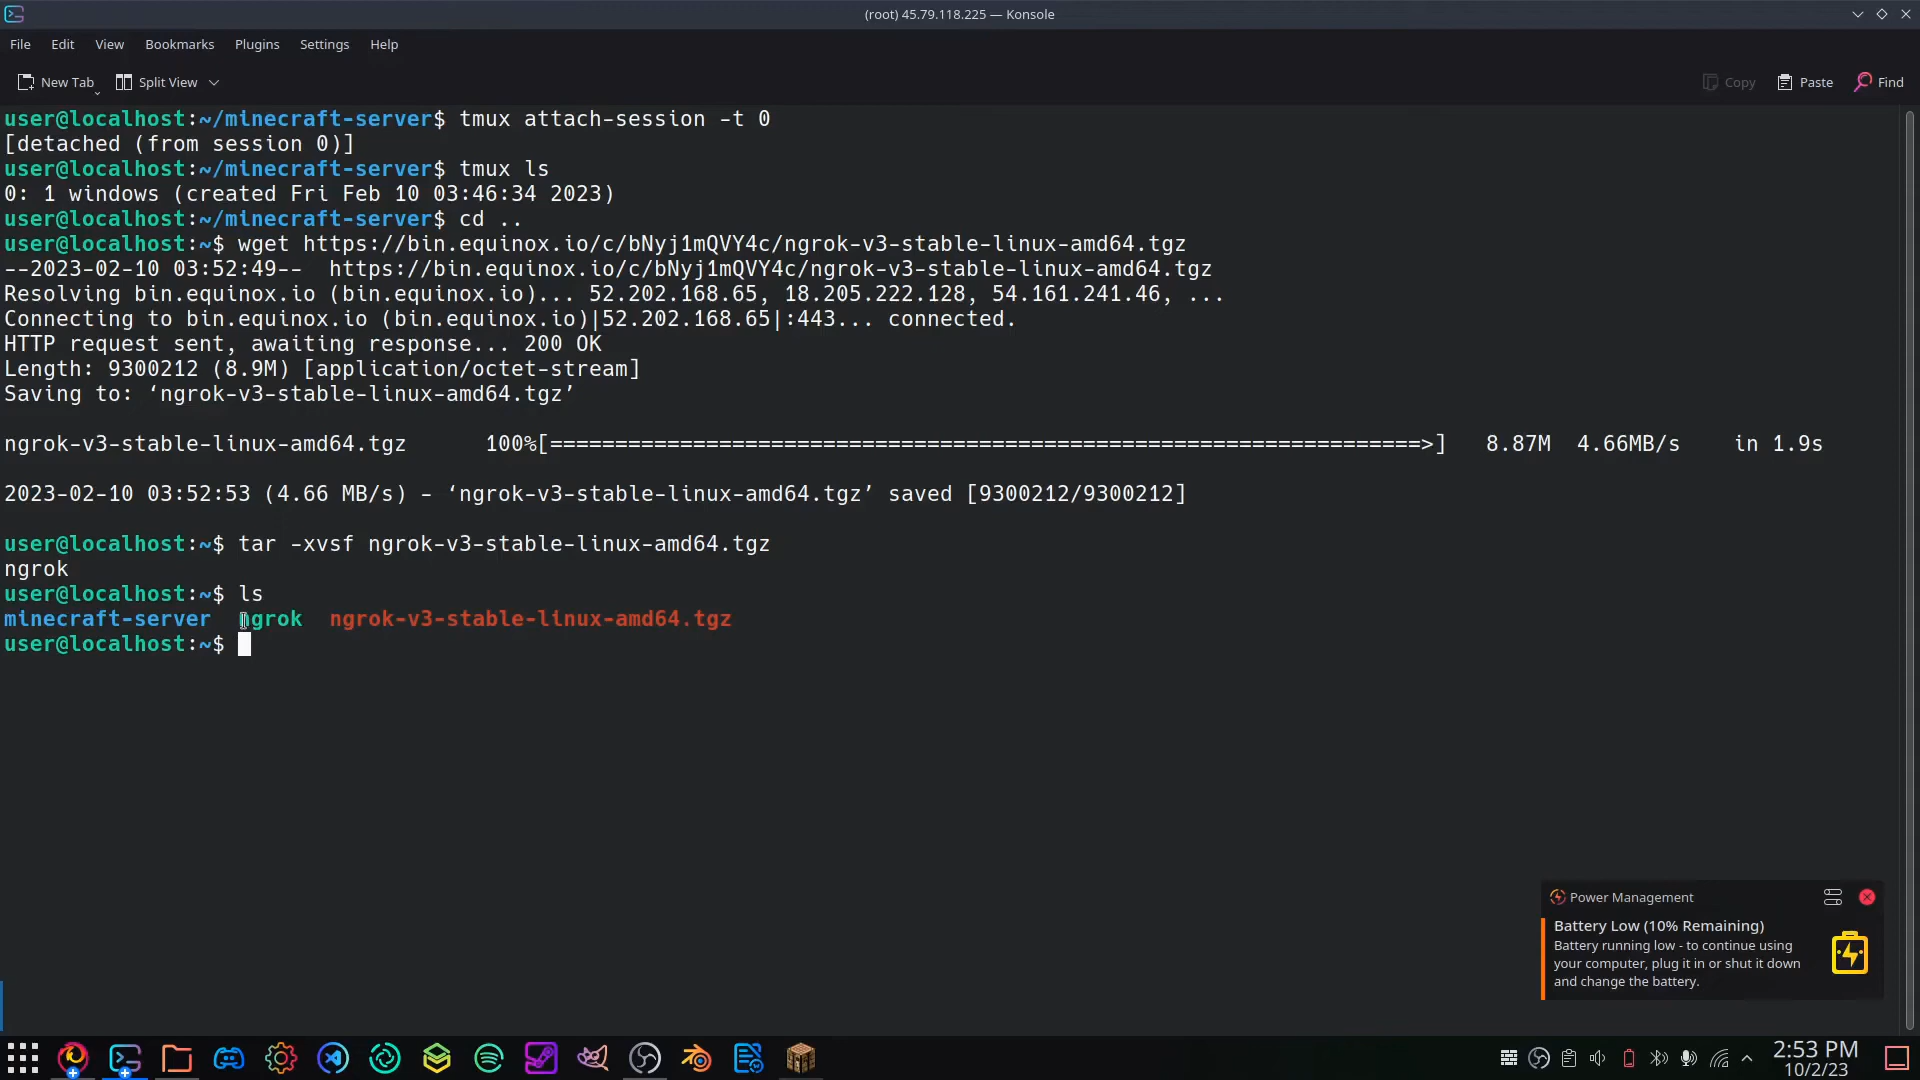 (root) 45.79.118.225 — Konsole
File Edit View Bookmarks Plugins Settings Help
New Tab Split View Copy Paste Find
user@localhost:~/minecraft-server$ tmux attach-session -t 0
[detached (from session 0)]
user@localhost:~/minecraft-server$ tmux ls
0: 1 windows (created Fri Feb 10 03:46:34 2023)
user@localhost:~/minecraft-server$ cd ..
user@localhost:~$ wget https://bin.equinox.io/c/bNyj1mQVY4c/ngrok-v3-stable-linux-amd64.tgz
--2023-02-10 03:52:49-- https://bin.equinox.io/c/bNyj1mQVY4c/ngrok-v3-stable-linux-amd64.tgz
Resolving bin.equinox.io (bin.equinox.io)... 52.202.168.65, 18.205.222.128, 54.161.241.46, ...
Connecting to bin.equinox.io (bin.equinox.io)|52.202.168.65|:443... connected.
HTTP request sent, awaiting response... 200 OK
Length: 9300212 (8.9M) [application/octet-stream]
Saving to: ‘ngrok-v3-stable-linux-amd64.tgz’
ngrok-v3-stable-linux-amd64.tgz 100%[===================================================================>] 8.87M 4.66MB/s in 1.9s
2023-02-10 03:52:53 (4.66 MB/s) - ‘ngrok-v3-stable-linux-amd64.tgz’ saved [9300212/9300212]
user@localhost:~$ tar -xvsf ngrok-v3-stable-linux-amd64.tgz
ngrok
user@localhost:~$ ls
minecraft-server ngrok ngrok-v3-stable-linux-amd64.tgz
user@localhost:~$
Power Management
Battery Low (10% Remaining)
Battery running low - to continue using
your computer, plug it in or shut it down
and change the battery.
2:53 PM
10/2/23